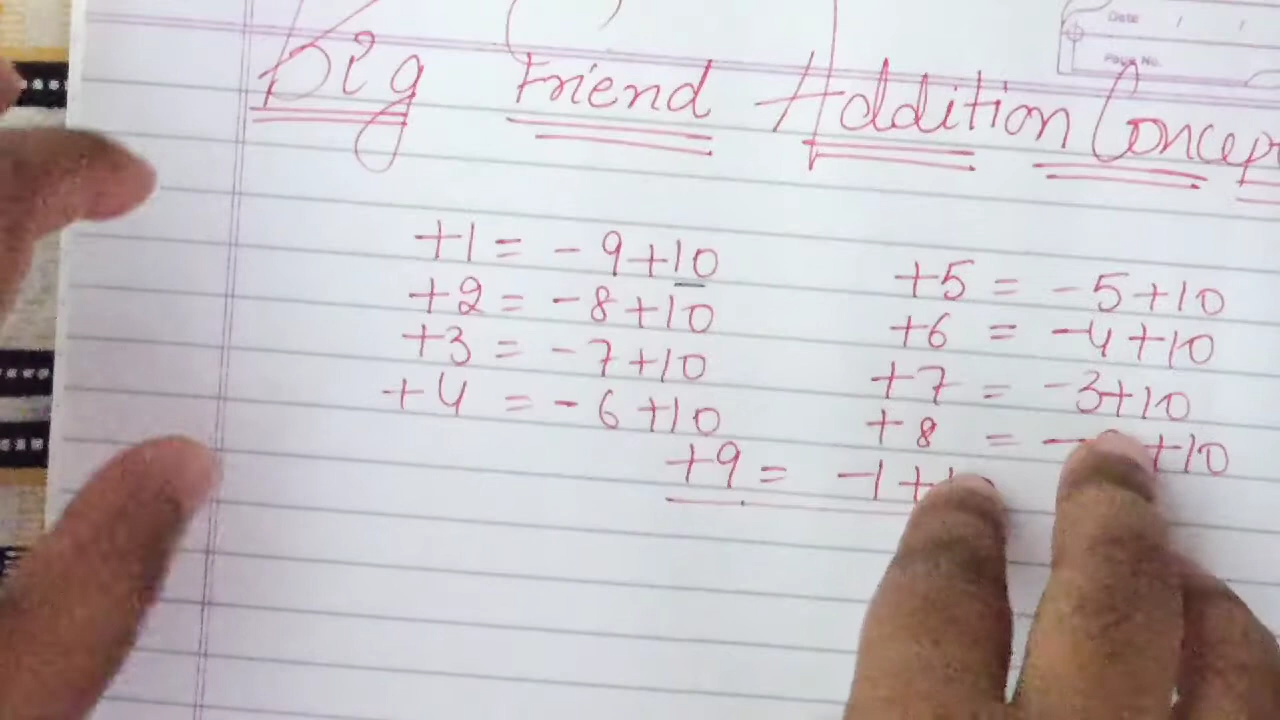 Date / /
Page No.
Big Friend Addition Concep
+1 = -9+10
+2 = -8+10
+3 = -7+10
+4 = -6+10
+5 = -5+10
+6 = -4+10
+7 = -3+10
+8 = - +10
+9 = -1+